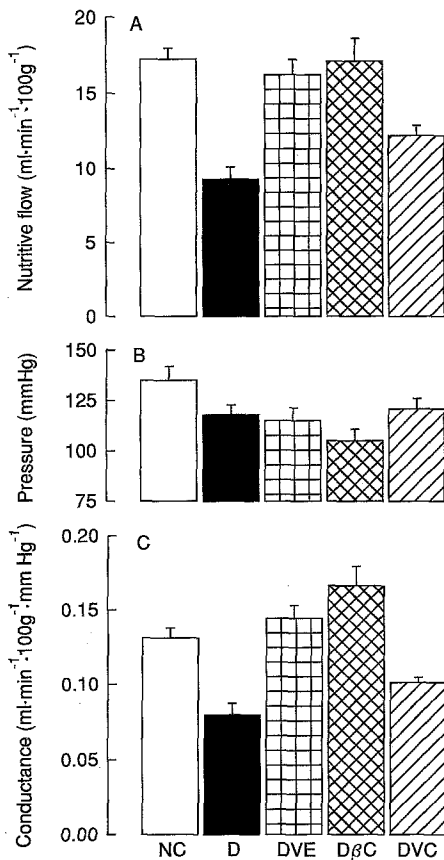 A
Nutritive flow (ml·min⁻¹·100g⁻¹)
20
15
10
5
0
B
Pressure (mmHg)
150
125
100
75
C
Conductance (ml·min⁻¹·100g⁻¹·mm Hg⁻¹)
0.20
0.15
0.10
0.05
0.00
NC D DVE DβC DVC